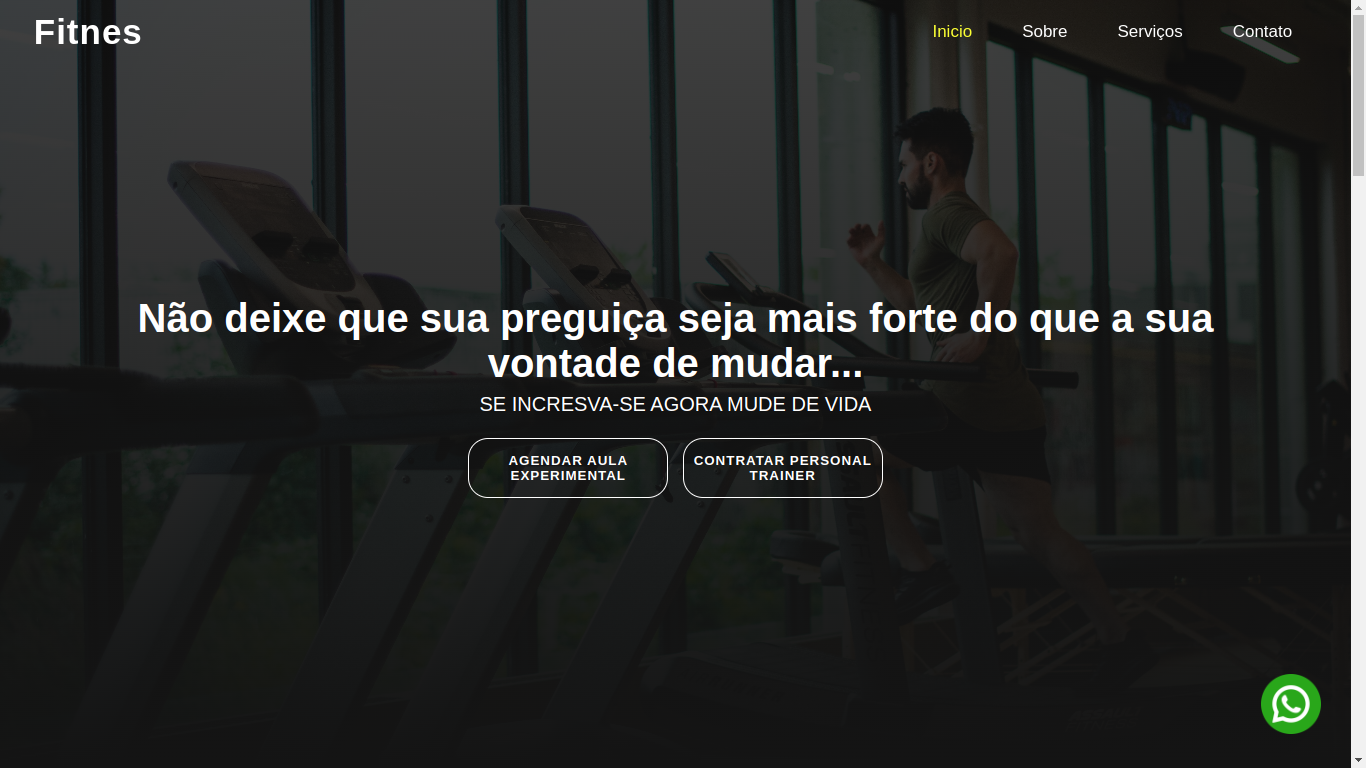 Fitnes
Inicio Sobre Serviços Contato
Não deixe que sua preguiça seja mais forte do que a sua
vontade de mudar...
SE INCRESVA-SE AGORA MUDE DE VIDA
AGENDAR AULA
EXPERIMENTAL
CONTRATAR PERSONAL
TRAINER